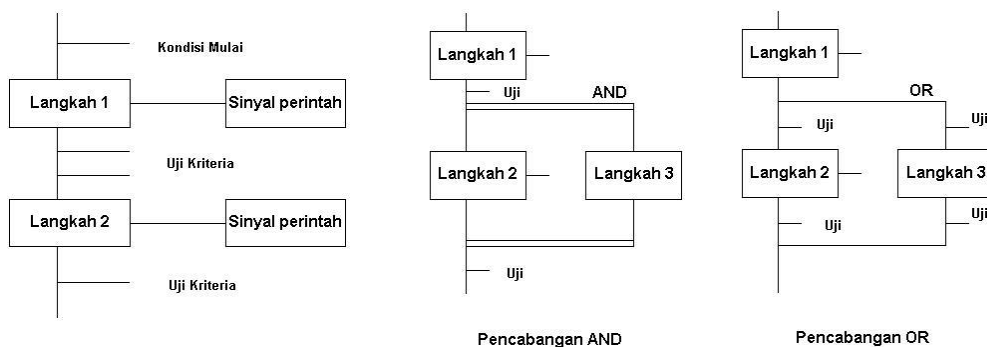 Kondisi Mulai
Langkah 1
Sinyal perintah
Uji Kriteria
Langkah 2
Sinyal perintah
Uji Kriteria
Langkah 1
Uji
AND
Langkah 2
Langkah 3
Uji
Pencabangan AND
Langkah 1
OR
Uji
Uji
Langkah 2
Langkah 3
Uji
Uji
Pencabangan OR